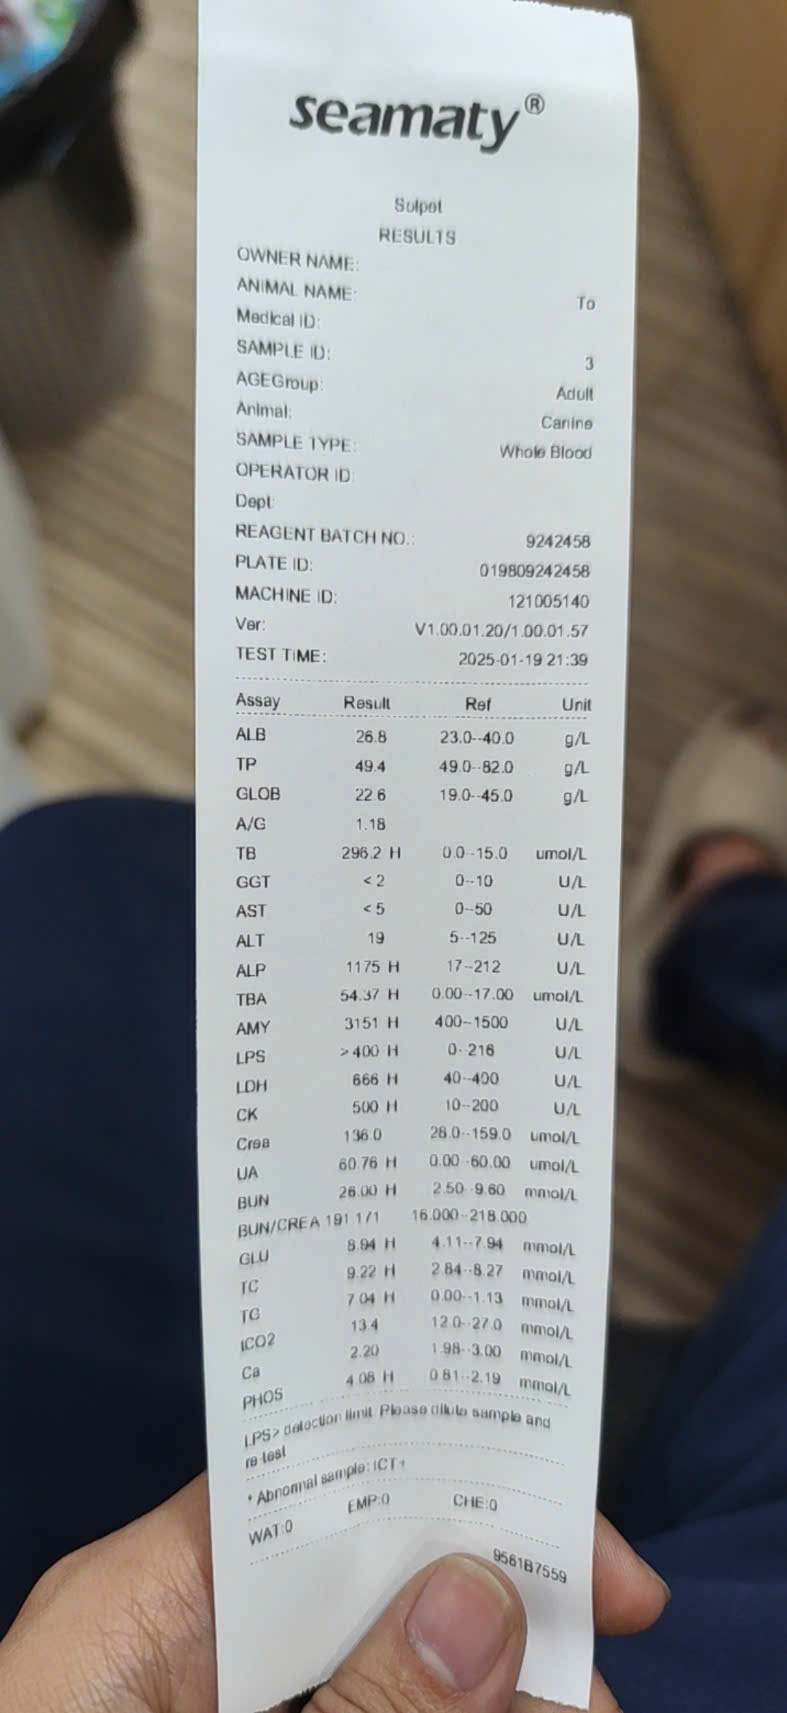 seamaty®
Sulpet
RESULTS
OWNER NAME:
ANIMAL NAME: To
Medical ID:
SAMPLE ID: 3
AGEGroup: Adult
Animal: Canine
SAMPLE TYPE: Whole Blood
OPERATOR ID:
Dept:
REAGENT BATCH NO.: 9242458
PLATE ID: 019809242458
MACHINE ID: 121005140
Ver: V1.00.01.20/1.00.01.57
TEST TIME: 2025-01-19 21:39
Assay Result Ref Unit
ALB 26.8 23.0--40.0 g/L
TP 49.4 49.0--82.0 g/L
GLOB 22.6 19.0--45.0 g/L
A/G 1.18
TB 296.2 H 0.0--15.0 umol/L
GGT <2 0--10 U/L
AST <5 0--50 U/L
ALT 19 5--125 U/L
ALP 1175 H 17--212 U/L
TBA 54.37 H 0.00--17.00 umol/L
AMY 3151 H 400--1500 U/L
LPS >400 H 0--216 U/L
LDH 666 H 40--400 U/L
CK 500 H 10--200 U/L
Crea 136.0 28.0--159.0 umol/L
UA 60.76 H 0.00--60.00 umol/L
BUN 26.00 H 2.50--9.60 mmol/L
BUN/CREA 191.171 16.000--218.000
GLU 8.94 H 4.11--7.94 mmol/L
TC 9.22 H 2.84--8.27 mmol/L
TG 7.04 H 0.00--1.13 mmol/L
tCO2 13.4 12.0--27.0 mmol/L
Ca 2.20 1.98--3.00 mmol/L
PHOS 4.08 H 0.81--2.19 mmol/L
LPS> detection limit. Please dilute sample and
re-test
* Abnormal sample: ICT+
WAT:0 EMP:0 CHE:0
9561B7559